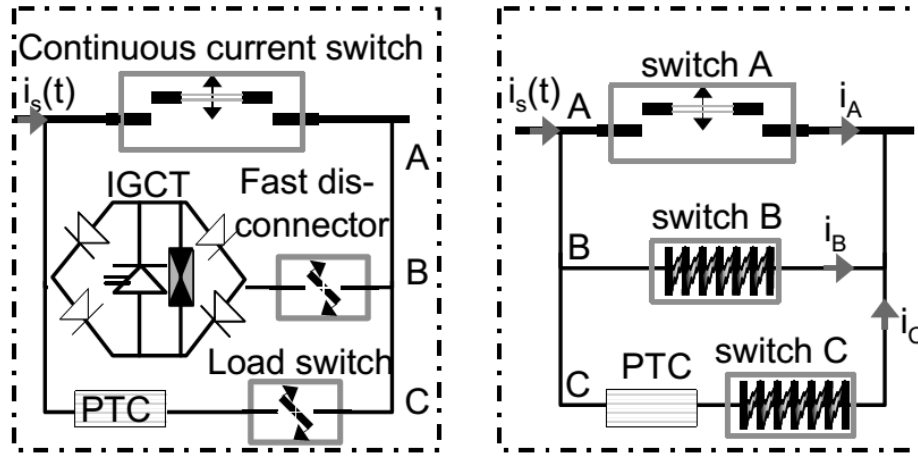 Continuous current switch
i_s(t)
A
IGCT
Fast dis-
connector
B
Load switch
PTC
C
switch A
i_s(t)
A
i_A
switch B
B
i_B
i_C
switch C
C
PTC